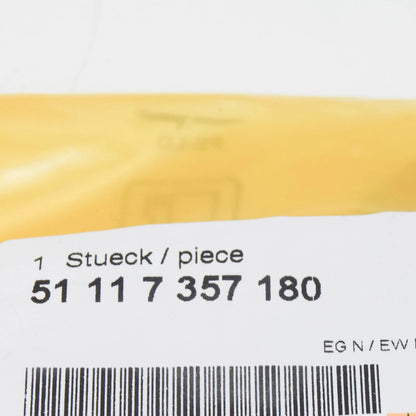 1 Stueck / piece
51 11 7 357 180
EG N / EW